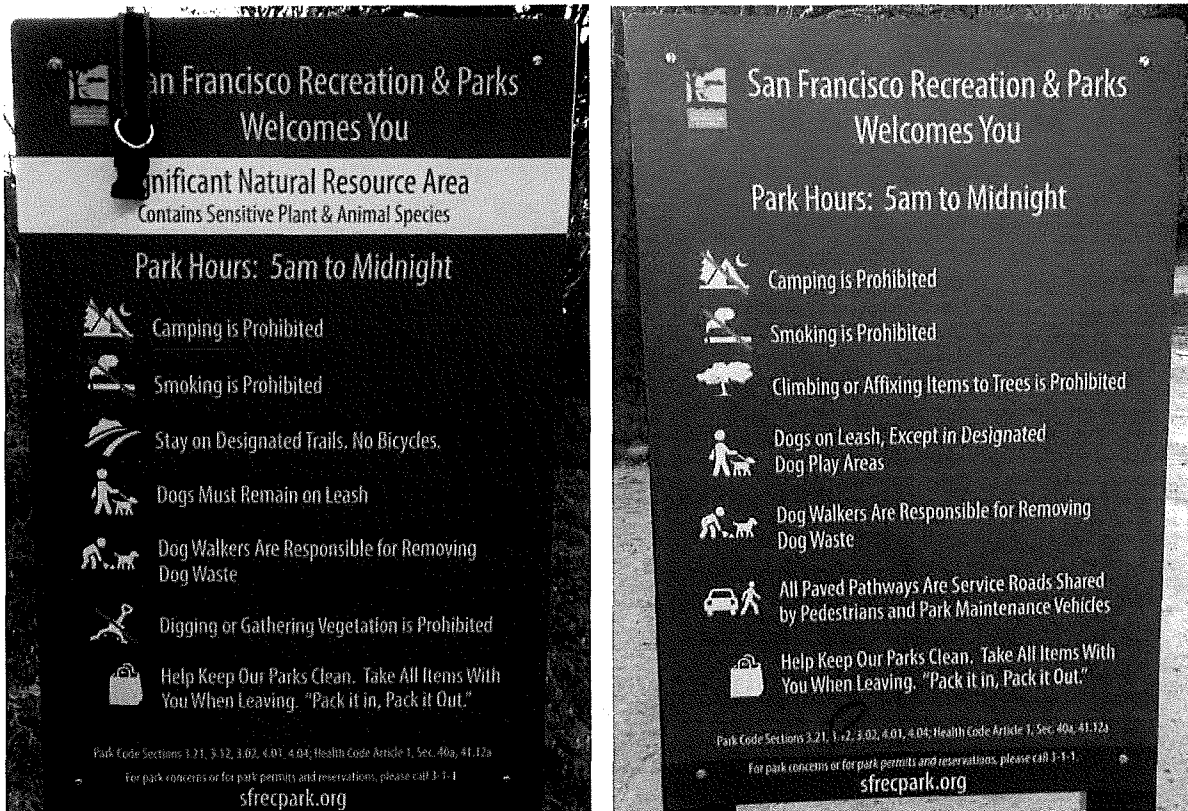 an Francisco Recreation & Parks
Welcomes You
gnificant Natural Resource Area
Contains Sensitive Plant & Animal Species
Park Hours: 5am to Midnight
Camping is Prohibited
Smoking is Prohibited
Stay on Designated Trails. No Bicycles.
Dogs Must Remain on Leash
Dog Walkers Are Responsible for Removing
Dog Waste
Digging or Gathering Vegetation is Prohibited
Help Keep Our Parks Clean. Take All Items With
You When Leaving. "Pack it in, Pack it Out."
Park Code Sections 3.21, 3.12, 3.02, 4.01, 4.04; Health Code Article 1, Sec. 40a, 41.12a
For park concerns or for park permits and reservations, please call 3-1-1
sfrecpark.org
San Francisco Recreation & Parks
Welcomes You
Park Hours: 5am to Midnight
Camping is Prohibited
Smoking is Prohibited
Climbing or Affixing Items to Trees is Prohibited
Dogs on Leash, Except in Designated
Dog Play Areas
Dog Walkers Are Responsible for Removing
Dog Waste
All Paved Pathways Are Service Roads Shared
by Pedestrians and Park Maintenance Vehicles
Help Keep Our Parks Clean. Take All Items With
You When Leaving. "Pack it in, Pack it Out."
Park Code Sections 3.21, 3.02, 4.01, 4.04; Health Code Article 1, Sec. 40a, 41.12a
For park concerns or for park permits and reservations, please call 3-1-1.
sfrecpark.org